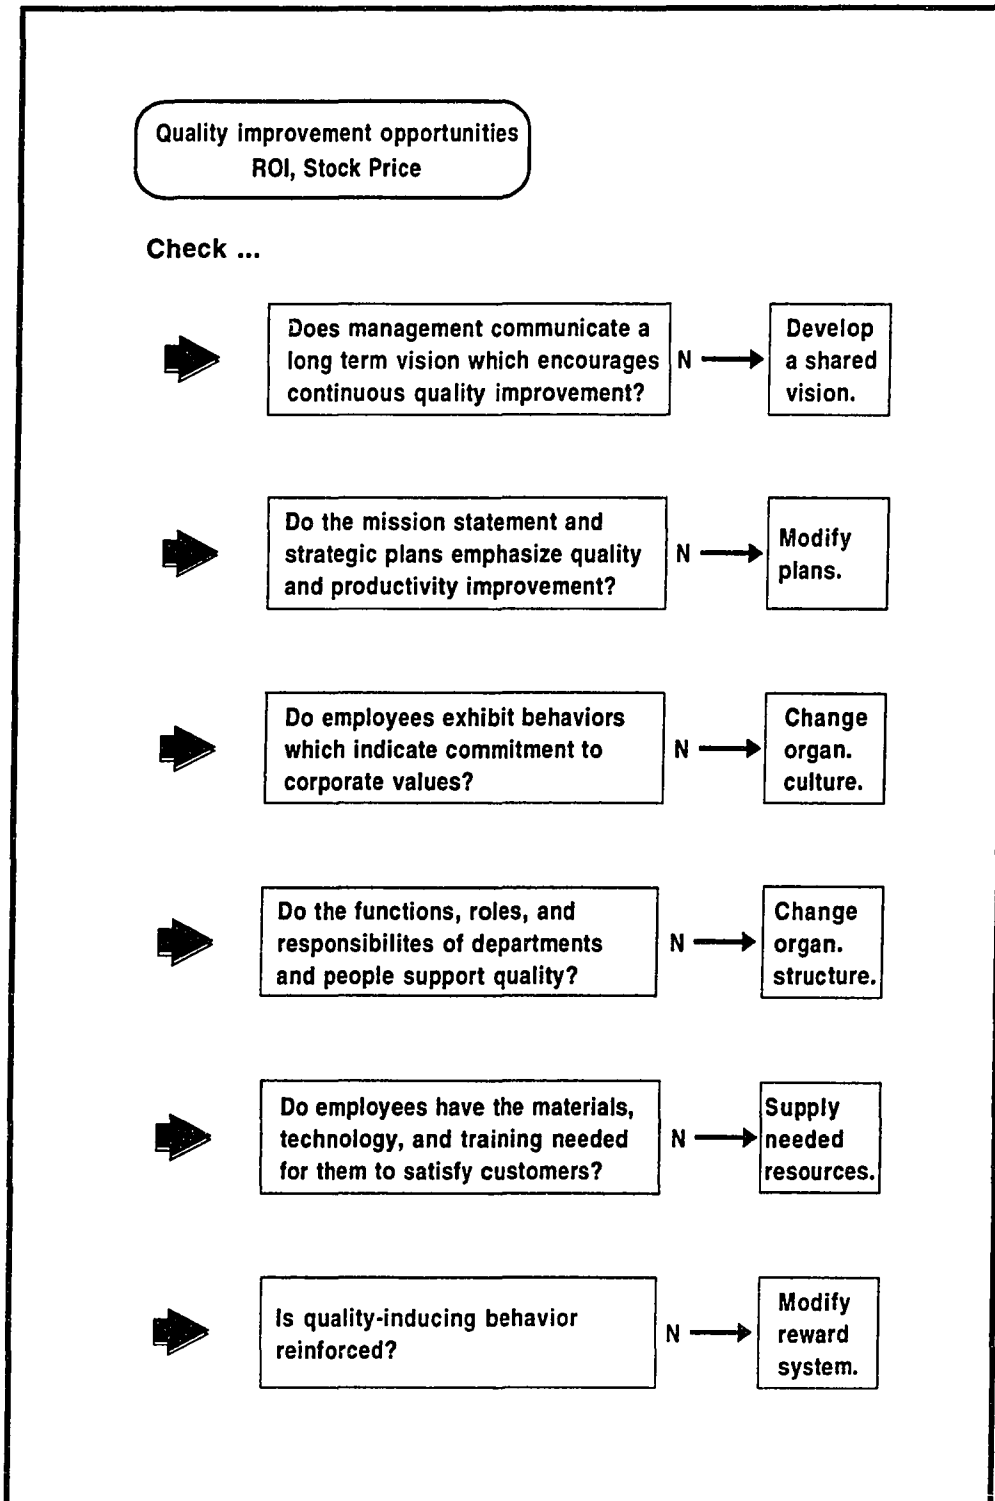 Quality improvement opportunities
ROI, Stock Price
Check ...
Does management communicate a
long term vision which encourages
continuous quality improvement?
N
Develop
a shared
vision.
Do the mission statement and
strategic plans emphasize quality
and productivity improvement?
N
Modify
plans.
Do employees exhibit behaviors
which indicate commitment to
corporate values?
N
Change
organ.
culture.
Do the functions, roles, and
responsibilites of departments
and people support quality?
N
Change
organ.
structure.
Do employees have the materials,
technology, and training needed
for them to satisfy customers?
N
Supply
needed
resources.
Is quality-inducing behavior
reinforced?
N
Modify
reward
system.